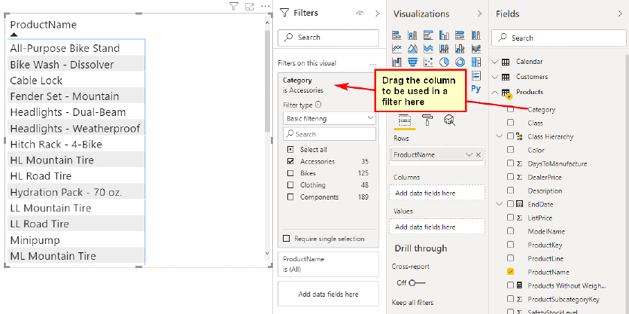 ProductName
All-Purpose Bike Stand
Bike Wash - Dissolver
Cable Lock
Fender Set - Mountain
Headlights - Dual-Beam
Headlights - Weatherproof
Hitch Rack - 4-Bike
HL Mountain Tire
HL Road Tire
Hydration Pack - 70 oz.
LL Mountain Tire
LL Road Tire
Minipump
ML Mountain Tire
Filters
Search
Filters on this visual
Category
is Accessories
Filter type
Basic filtering
Search
Select all
Accessories 35
Bikes 125
Clothing 48
Components 189
Require single selection
ProductName
is (All)
Add data fields here
Visualizations
Drag the column
to be used in a
filter here
Py
Rows
ProductName
Columns
Add data fields here
Values
Add data fields here
Drill through
Cross-report
Off
Keep all filters
Fields
Search
Calendar
Customers
Products
Category
Class
Class Hierarchy
Color
DaysToManufacture
DealerPrice
Description
EndDate
ListPrice
ModelName
ProductKey
ProductLine
ProductName
Products Without Weigh...
ProductSubcategoryKey
SafetyStockLevel